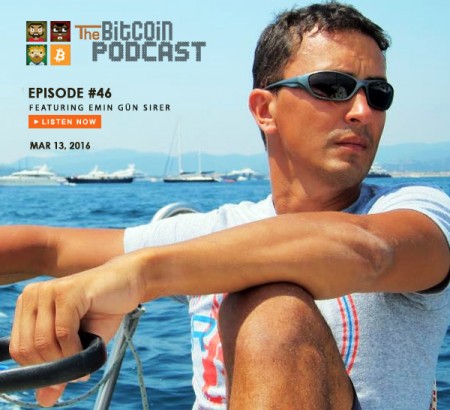 The BitCoin
PODCAST
EPISODE #46
FEATURING EMIN GÜN SIRER
LISTEN NOW
MAR 13, 2016